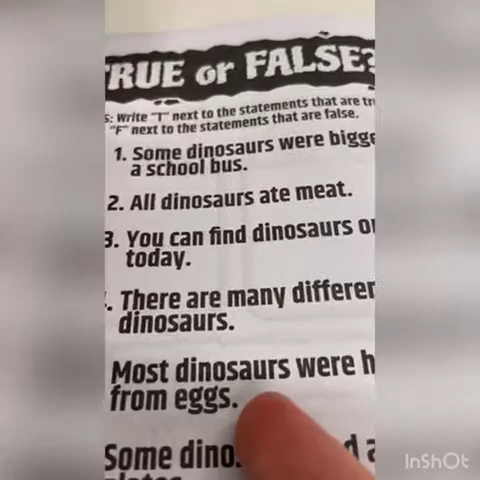 TRUE or FALSE?
S: Write "T" next to the statements that are tr
"F" next to the statements that are false.
1. Some dinosaurs were bigge
a school bus.
2. All dinosaurs ate meat.
3. You can find dinosaurs o
today.
. There are many differen
dinosaurs.
Most dinosaurs were h
from eggs.
Some dino
InShOt